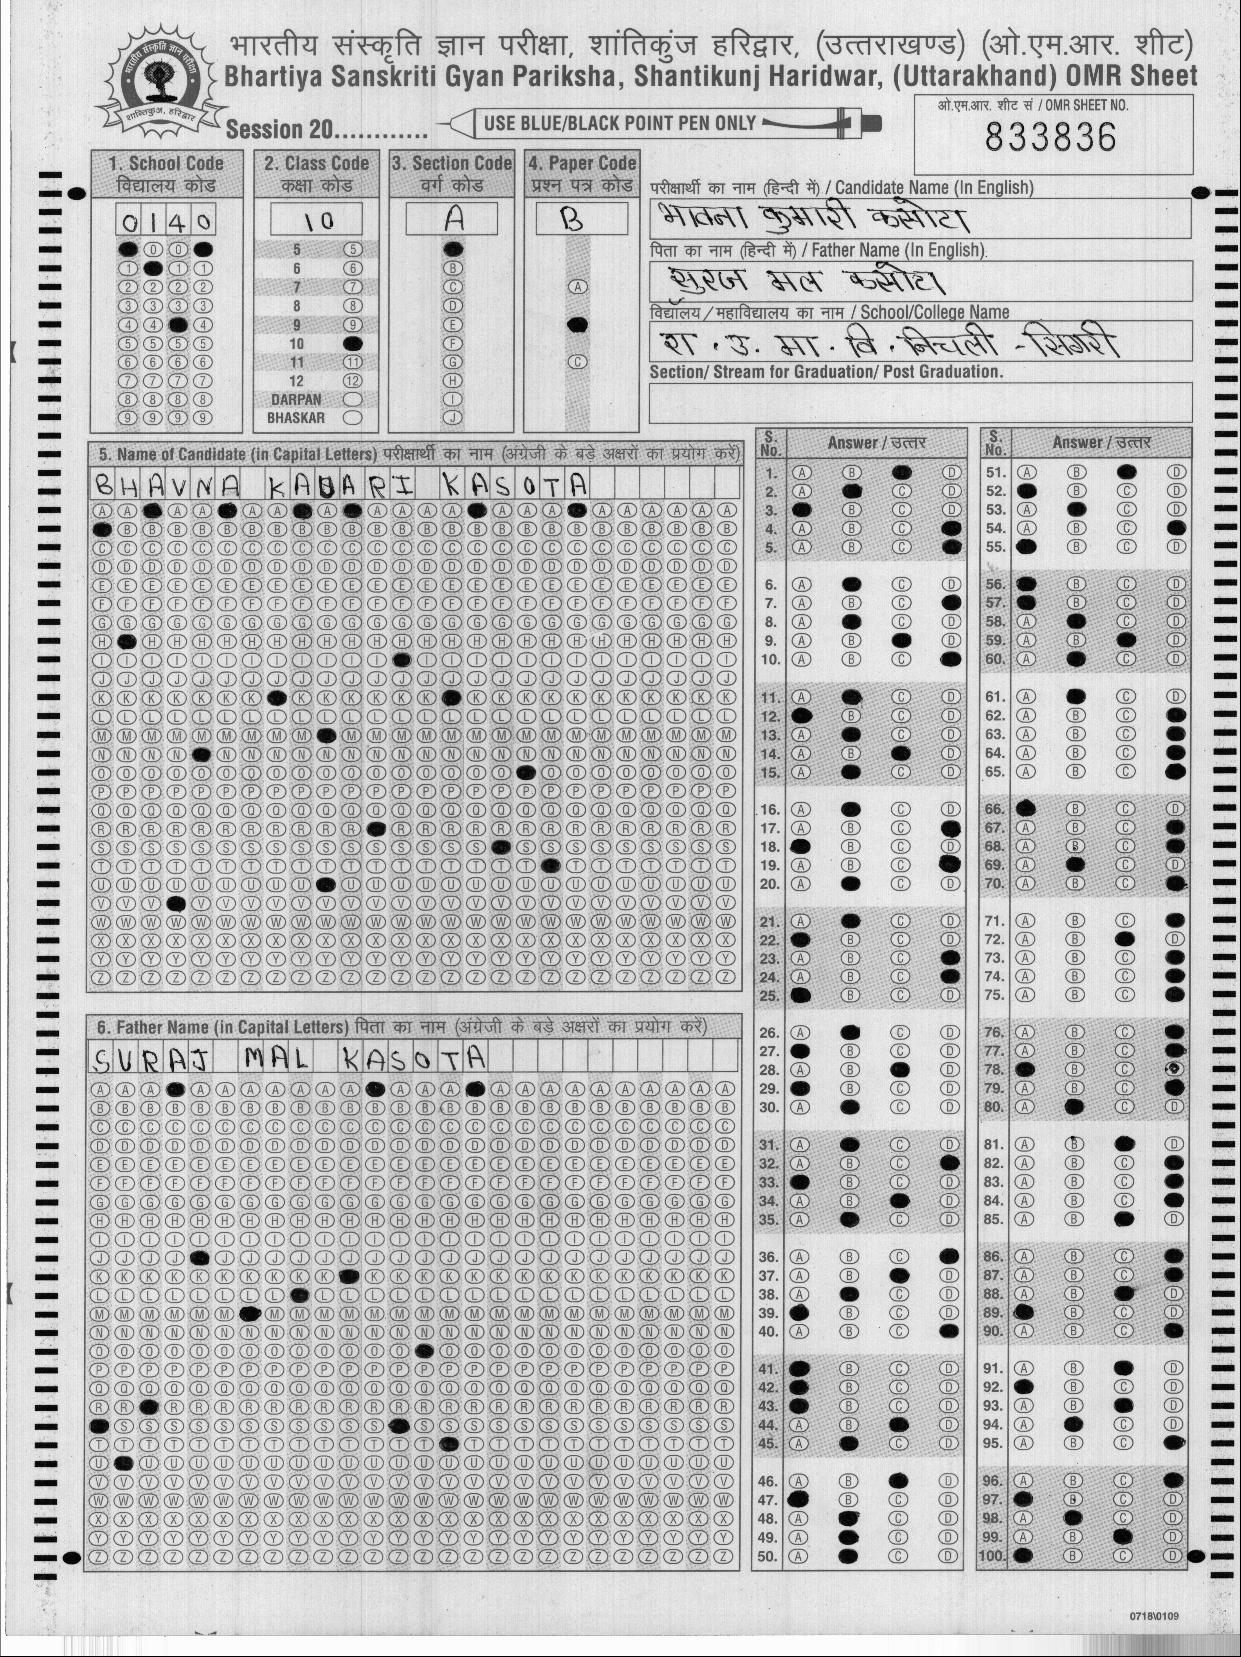 भारतीय संस्कृति ज्ञान परीक्षा, शांतिकुंज हरिद्वार, (उत्तराखण्ड) (ओ.एम.आर. शीट)
Bhartiya Sanskriti Gyan Pariksha, Shantikunj Haridwar, (Uttarakhand) OMR Sheet
Session 20............
USE BLUE/BLACK POINT PEN ONLY
ओ.एम.आर. शीट सं / OMR SHEET NO.
833836
1. School Code
विद्यालय कोड
0140
2. Class Code
कक्षा कोड
10
5
6
7
8
9
10
11
12
DARPAN
BHASKAR
3. Section Code
वर्ग कोड
A
4. Paper Code
प्रश्न पत्र कोड
B
परीक्षार्थी का नाम (हिन्दी में) / Candidate Name (In English)
भावना कुमारी कसोटा
पिता का नाम (हिन्दी में) / Father Name (In English).
सुरज मल कसोटा
विद्यालय / महाविद्यालय का नाम / School/College Name
रा. उ. मा. वि. निचली - सिगरी
Section/ Stream for Graduation/ Post Graduation.
5. Name of Candidate (in Capital Letters) परीक्षार्थी का नाम (अंग्रेजी के बड़े अक्षरों का प्रयोग करें)
BHAVNA KAUARI KASOTA
6. Father Name (in Capital Letters) पिता का नाम (अंग्रेजी के बड़े अक्षरों का प्रयोग करें)
SURAJ MAL KASOTA
S. No. Answer / उत्तर
S. No. Answer / उत्तर
0718\0109